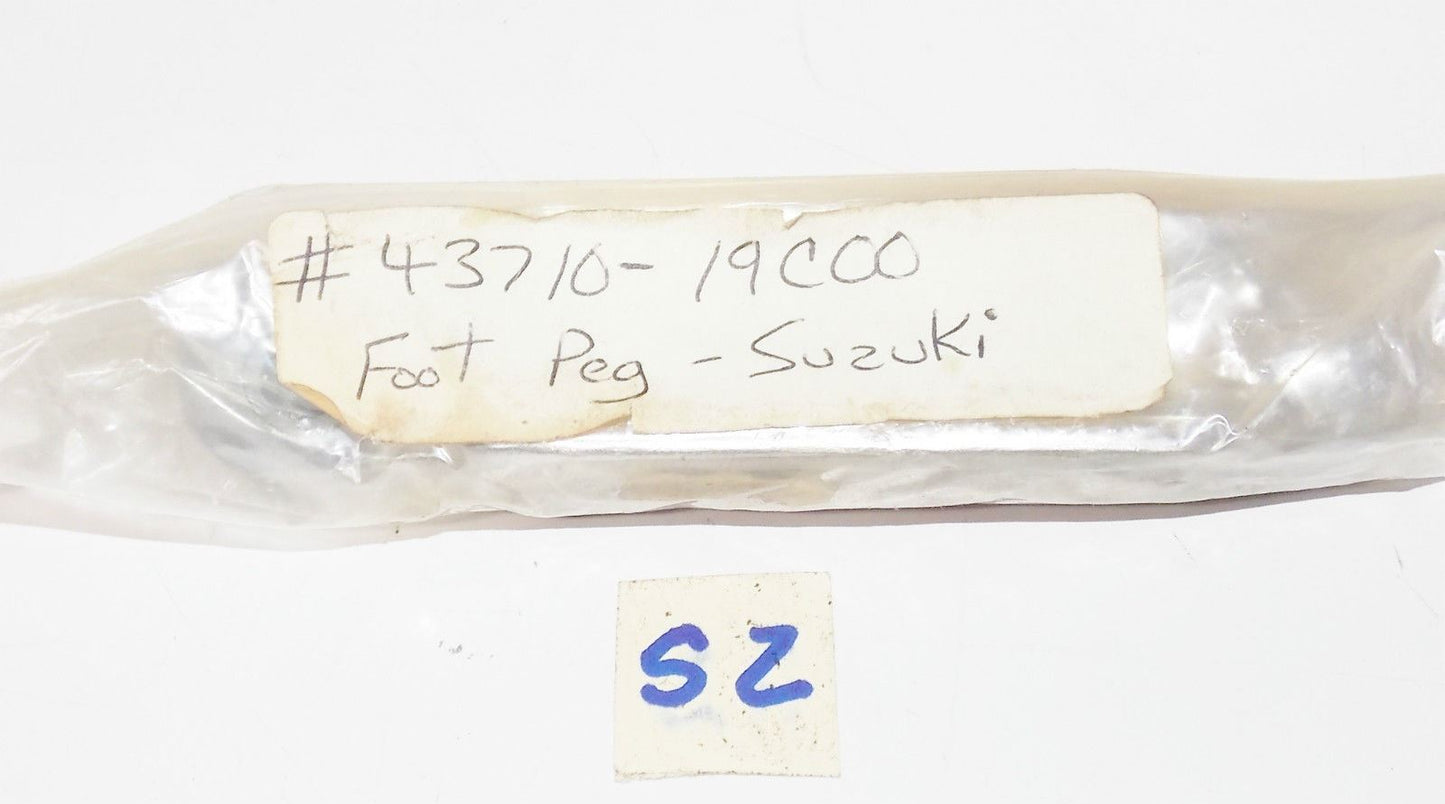 #43710-19C00
Foot Peg - Suzuki
SZ